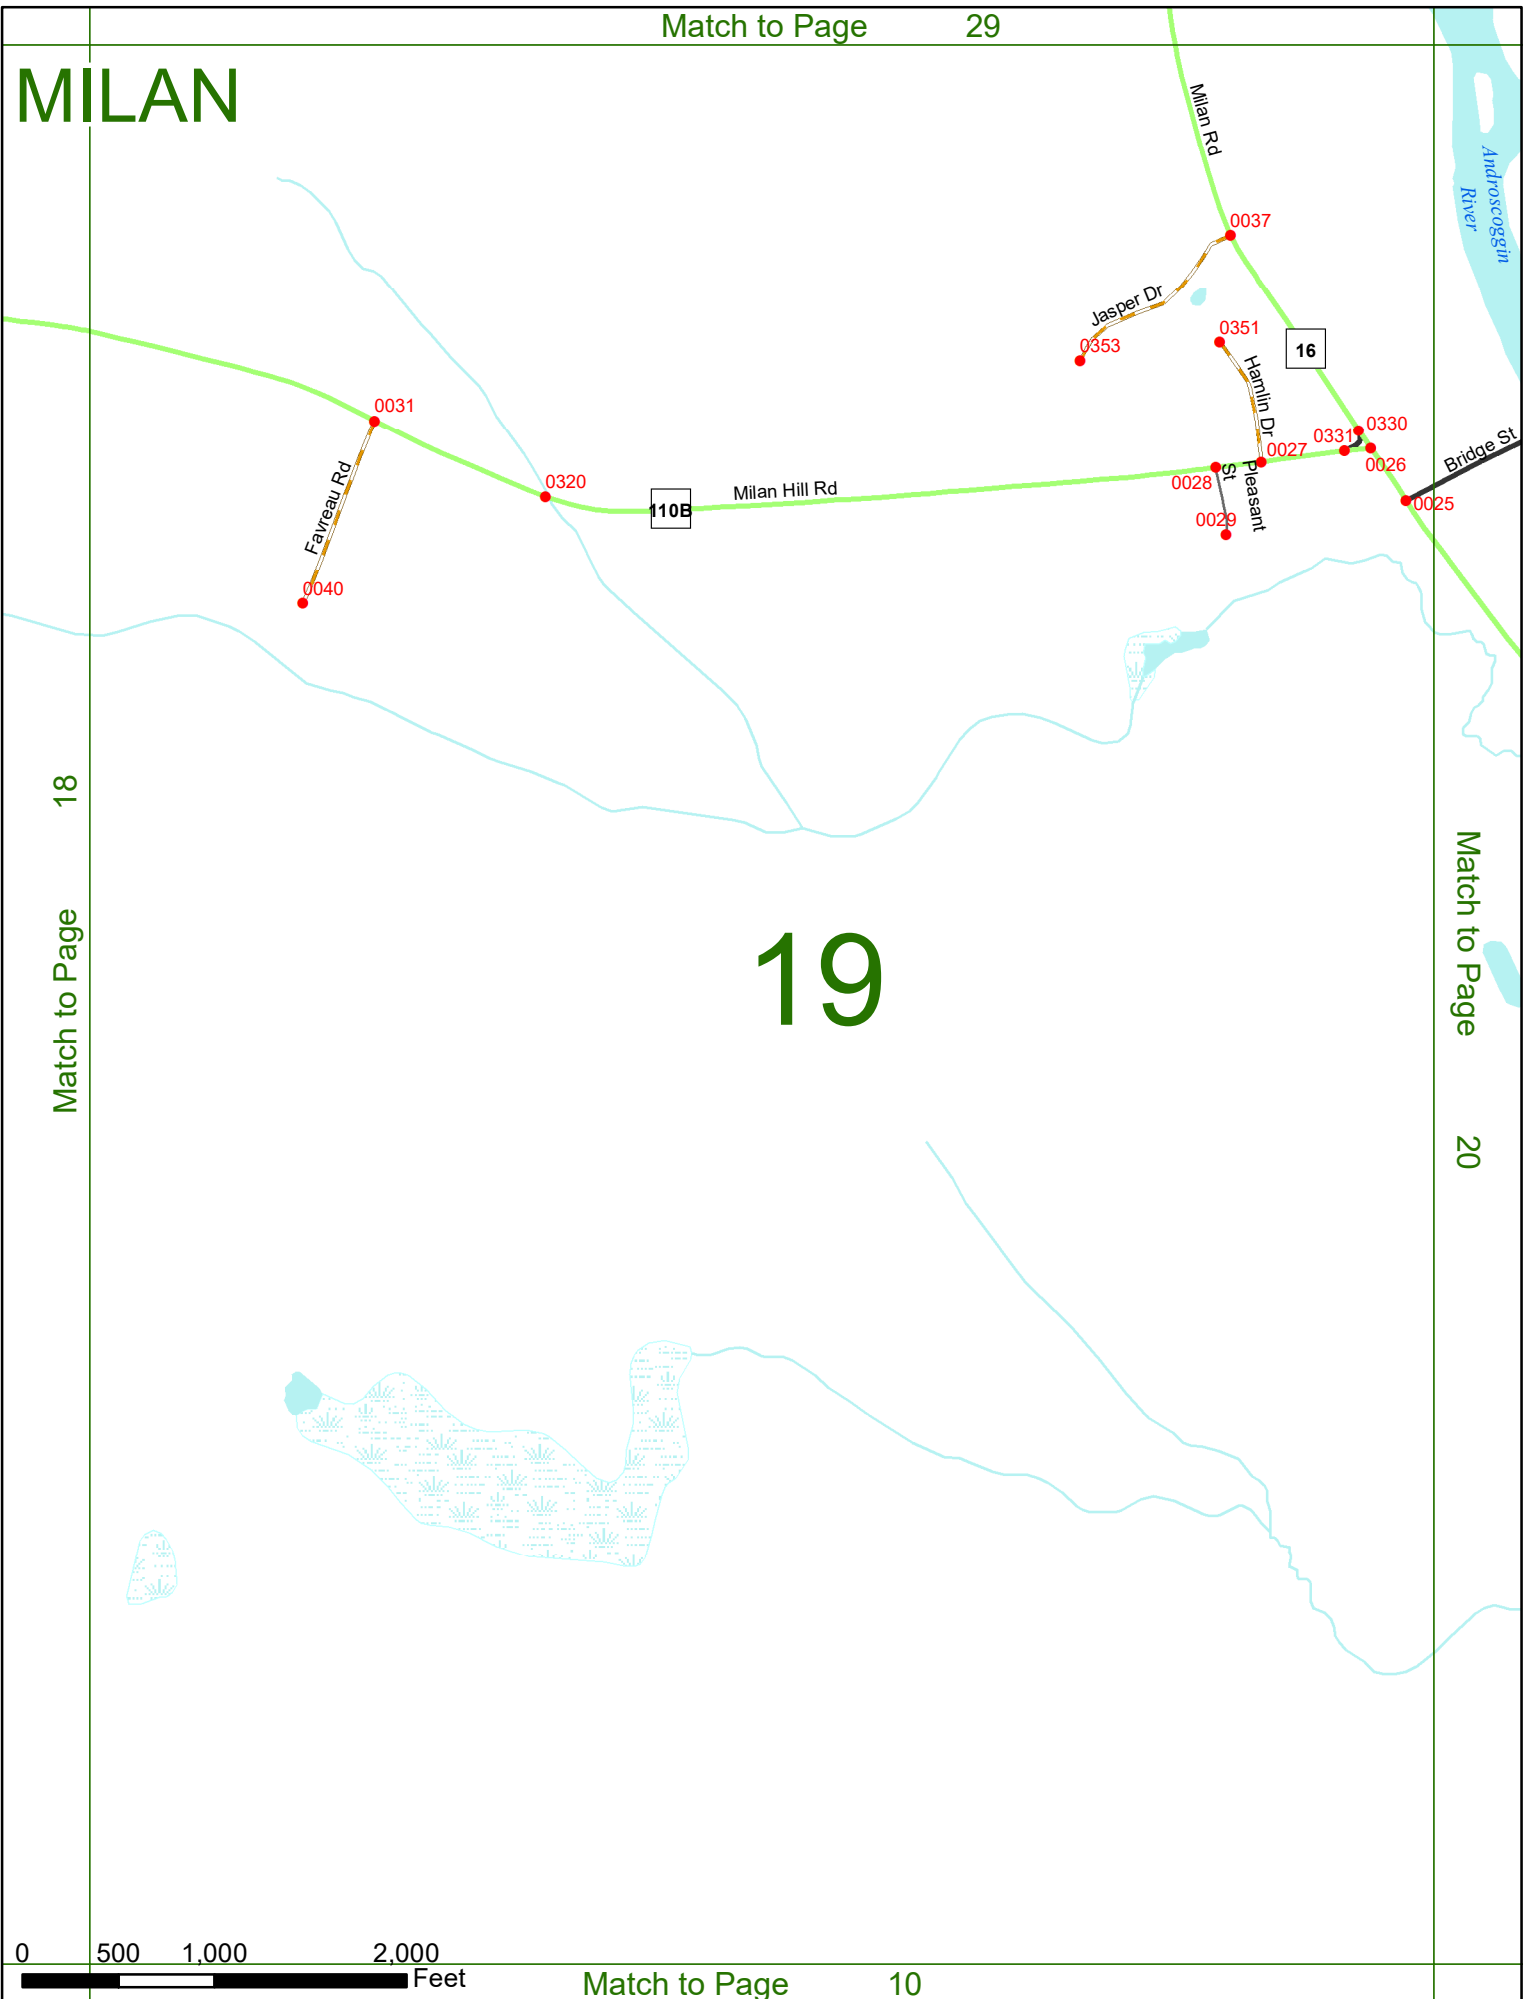 Match to Page 29
MILAN
Milan Rd
Androscoggin
River
0037
Jasper Dr
0351
0353
16
Hamlin Dr
0031
0330
0331
Bridge St
0026
0027
0028
Pleasant
St
0320
Milan Hill Rd
110B
0025
Favreau Rd
0029
0040
Match to Page 18
19
Match to Page 20
0 500 1,000 2,000
Feet
Match to Page 10